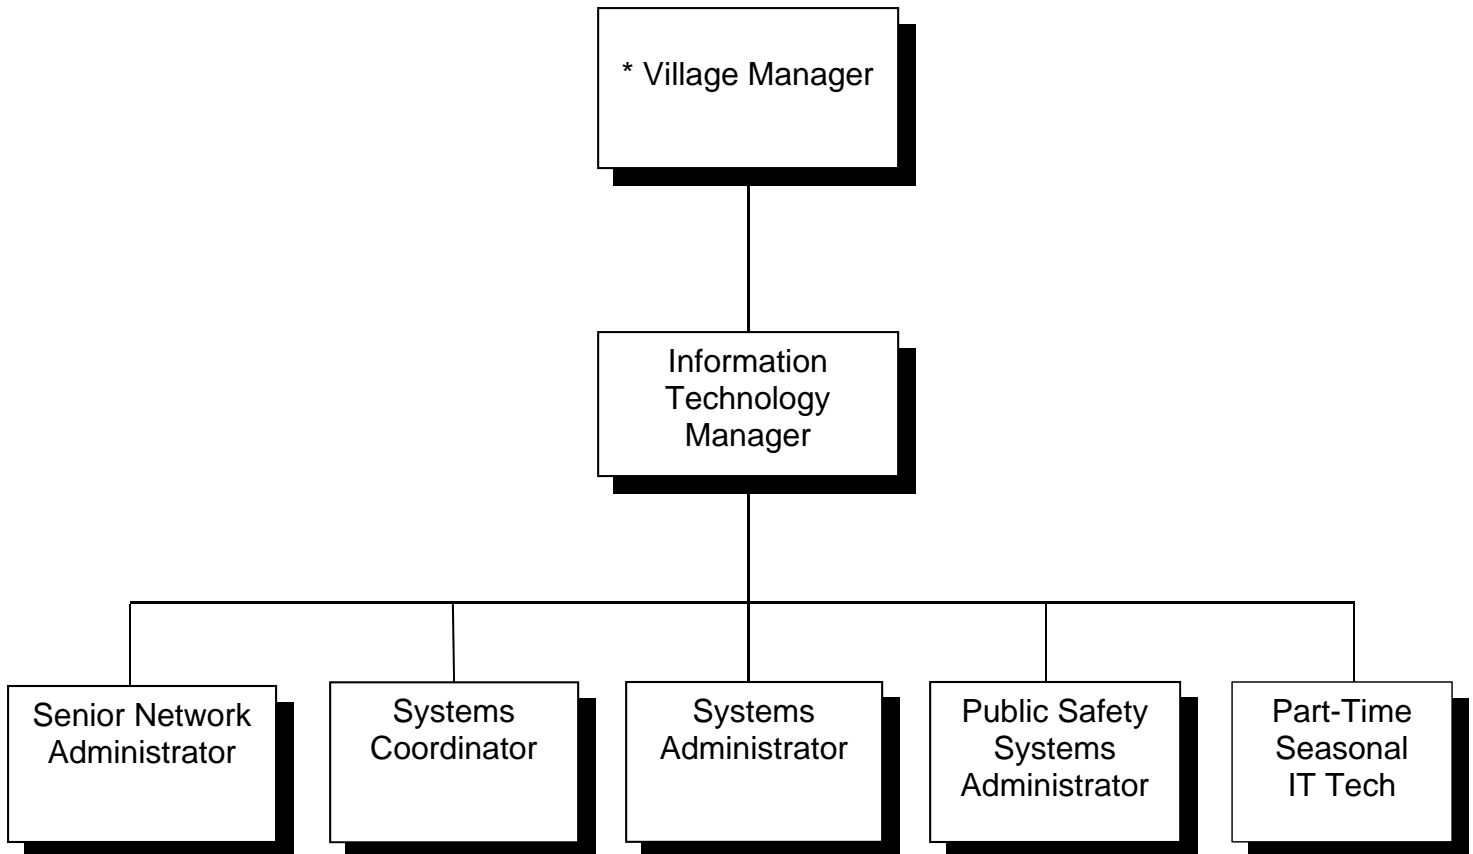 * Village Manager
Information
Technology
Manager
Senior Network
Administrator
Systems
Coordinator
Systems
Administrator
Public Safety
Systems
Administrator
Part-Time
Seasonal
IT Tech